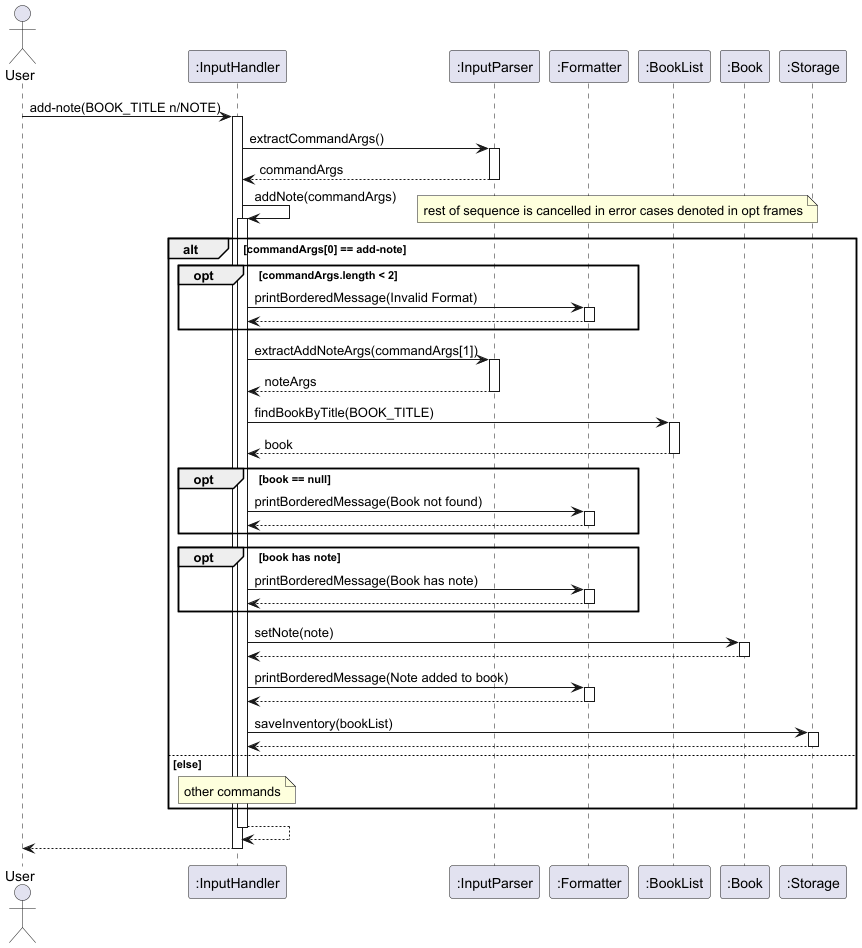 User
:InputHandler
:InputParser
:Formatter
:BookList
:Book
:Storage
add-note(BOOK_TITLE n/NOTE)
extractCommandArgs()
commandArgs
addNote(commandArgs)
rest of sequence is cancelled in error cases denoted in opt frames
alt
[commandArgs[0] == add-note]
opt
[commandArgs.length < 2]
printBorderedMessage(Invalid Format)
extractAddNoteArgs(commandArgs[1])
noteArgs
findBookByTitle(BOOK_TITLE)
book
opt
[book == null]
printBorderedMessage(Book not found)
opt
[book has note]
printBorderedMessage(Book has note)
setNote(note)
printBorderedMessage(Note added to book)
saveInventory(bookList)
[else]
other commands
User
:InputHandler
:InputParser
:Formatter
:BookList
:Book
:Storage